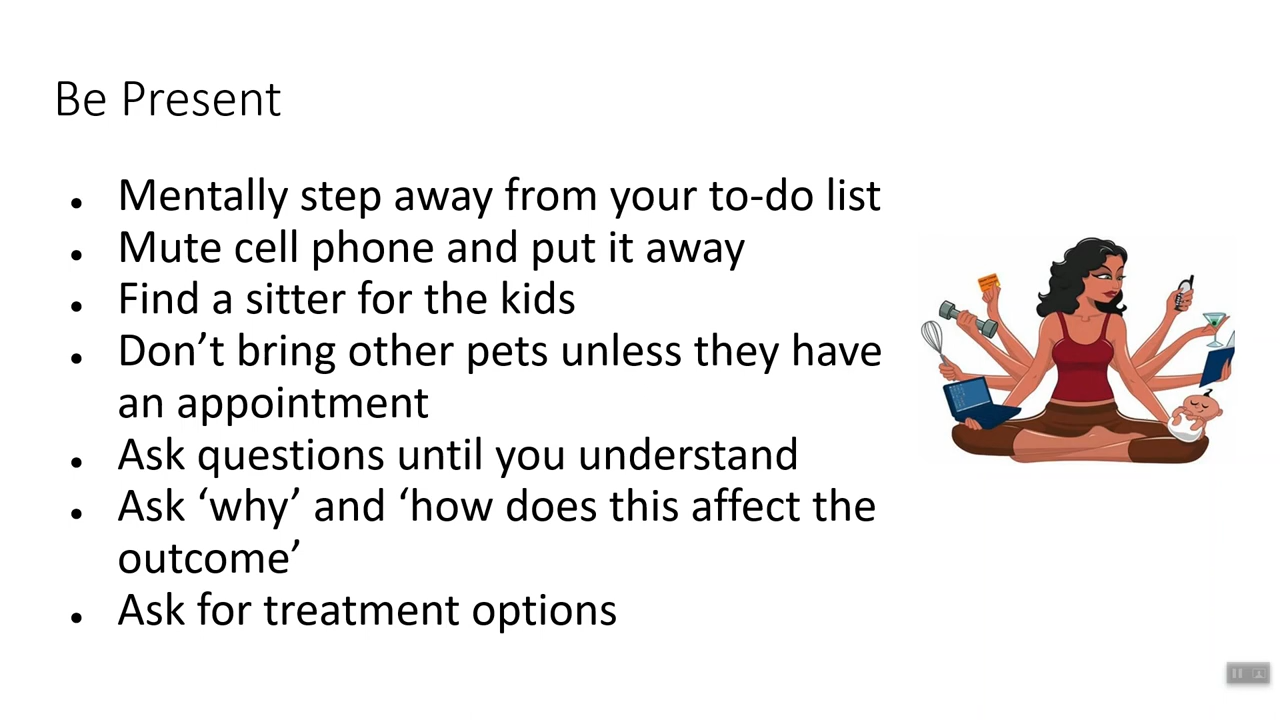 Be Present
• Mentally step away from your to-do list
• Mute cell phone and put it away
• Find a sitter for the kids
• Don’t bring other pets unless they have
an appointment
• Ask questions until you understand
• Ask ‘why’ and ‘how does this affect the
outcome’
• Ask for treatment options